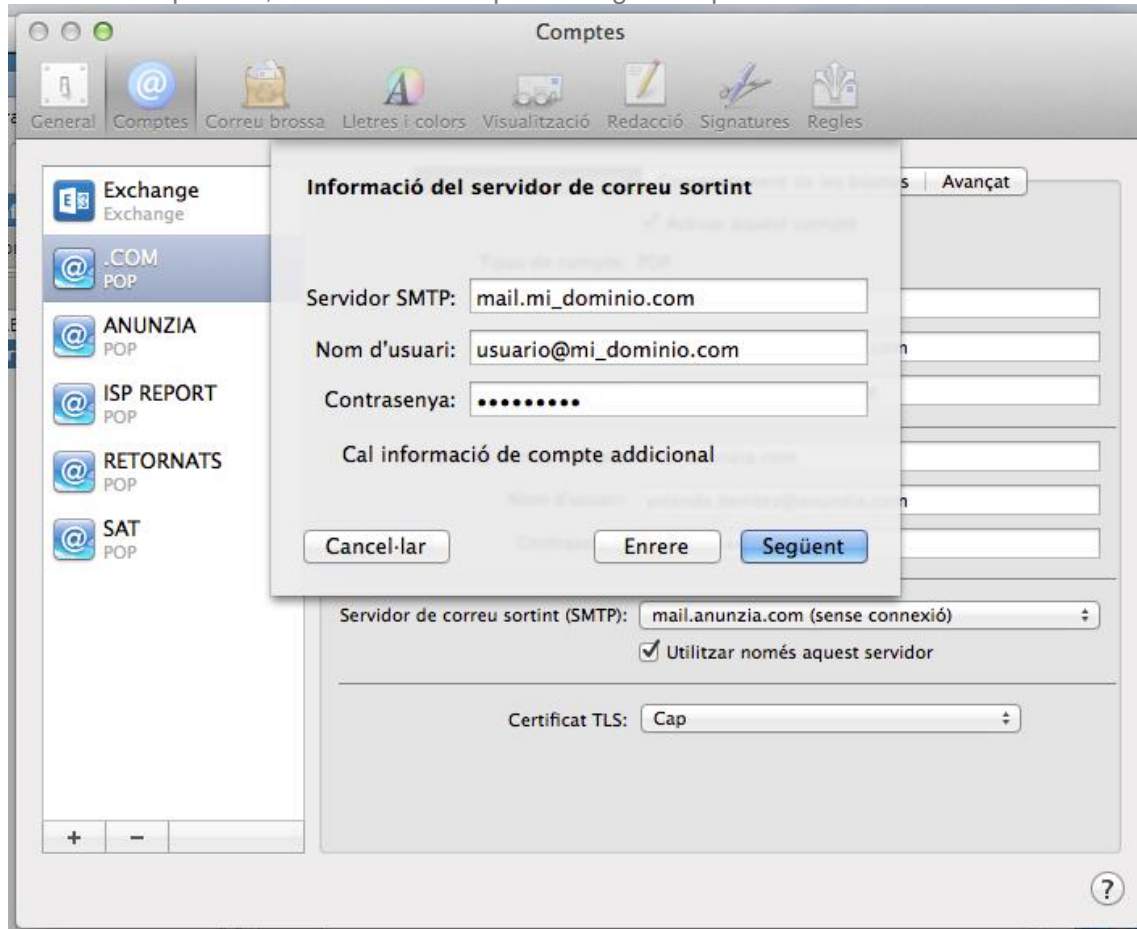 Comptes
General Comptes Correu brossa Lletres i colors Visualització Redacció Signatures Regles
Exchange
Exchange
.COM
POP
ANUNZIA
POP
ISP REPORT
POP
RETORNATS
POP
SAT
POP
+ −
Informació del servidor de correu sortint
s Avançat
Servidor SMTP: mail.mi_dominio.com
Nom d'usuari: usuario@mi_dominio.com
Contrasenya: •••••••••
Cal informació de compte addicional
Cancel·lar Enrere Següent
Servidor de correu sortint (SMTP): mail.anunzia.com (sense connexió)
Utilitzar només aquest servidor
Certificat TLS: Cap
?